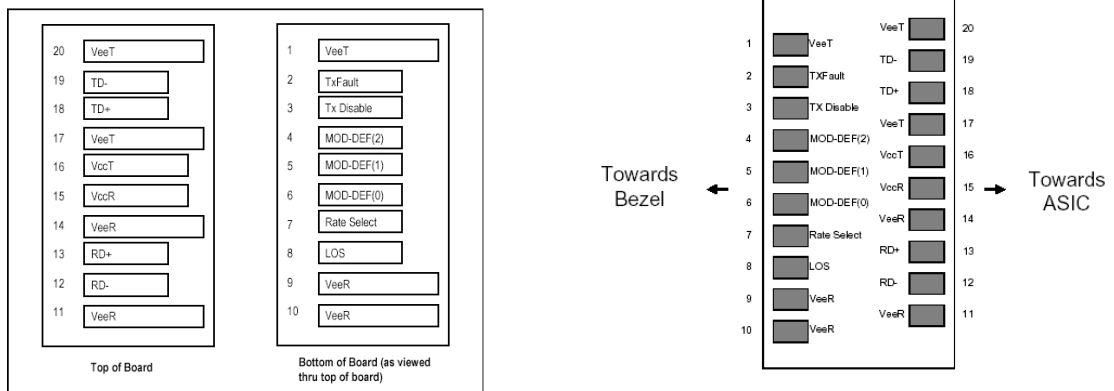 20 VeeT
19 TD-
18 TD+
17 VeeT
16 VccT
15 VccR
14 VeeR
13 RD+
12 RD-
11 VeeR
Top of Board
1 VeeT
2 TxFault
3 Tx Disable
4 MOD-DEF(2)
5 MOD-DEF(1)
6 MOD-DEF(0)
7 Rate Select
8 LOS
9 VeeR
10 VeeR
Bottom of Board (as viewed
thru top of board)
Towards
Bezel
1 VeeT
2 TXFault
3 TX Disable
4 MOD-DEF(2)
5 MOD-DEF(1)
6 MOD-DEF(0)
7 Rate Select
8 LOS
9 VeeR
10 VeeR
VeeT 20
TD- 19
TD+ 18
VeeT 17
VccT 16
VccR 15
VeeR 14
RD+ 13
RD- 12
VeeR 11
Towards
ASIC